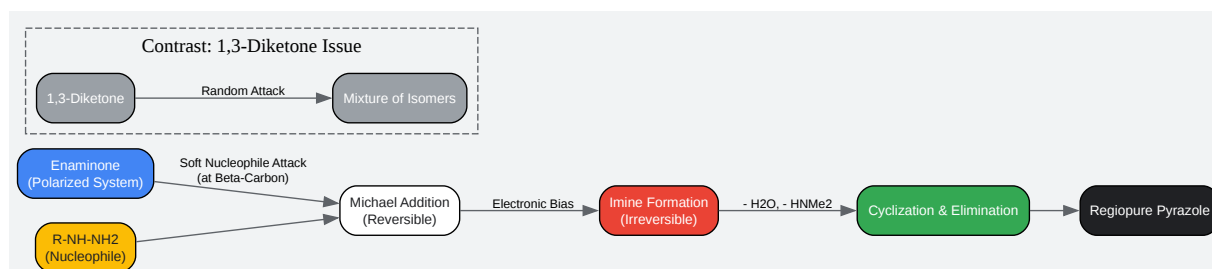 Contrast: 1,3-Diketone Issue
1,3-Diketone
Random Attack
Mixture of Isomers
Enaminone
(Polarized System)
Soft Nucleophile Attack
(at Beta-Carbon)
R-NH-NH2
(Nucleophile)
Michael Addition
(Reversible)
Electronic Bias
Imine Formation
(Irreversible)
- H2O, - HNMe2
Cyclization & Elimination
Regiopure Pyrazole